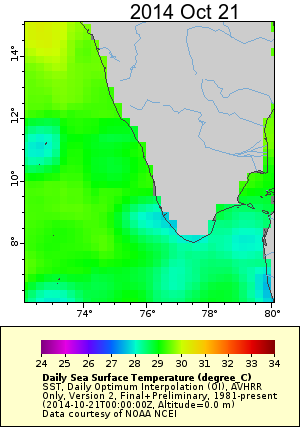 2014 Oct 21
14°
12°
10°
8°
74° 76° 78° 80°
24 25 26 27 28 29 30 31 32 33 34
Daily Sea Surface Temperature (degree_C)
SST, Daily Optimum Interpolation (OI), AVHRR
Only, Version 2, Final+Preliminary, 1981-present
(2014-10-21T00:00:00Z, Altitude=0.0 m)
Data courtesy of NOAA NCEI